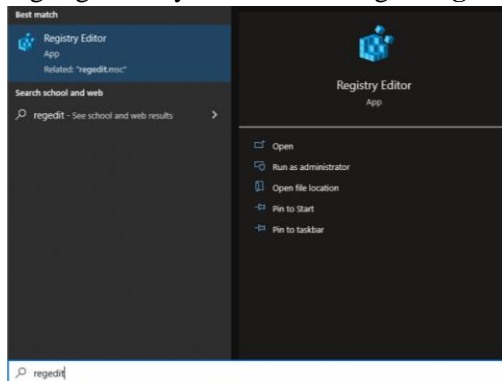 Best match
Registry Editor
App
Related: "regedit.msc"
Search school and web
regedit - See school and web results
Registry Editor
App
Open
Run as administrator
Open file location
Pin to Start
Pin to taskbar
regedit